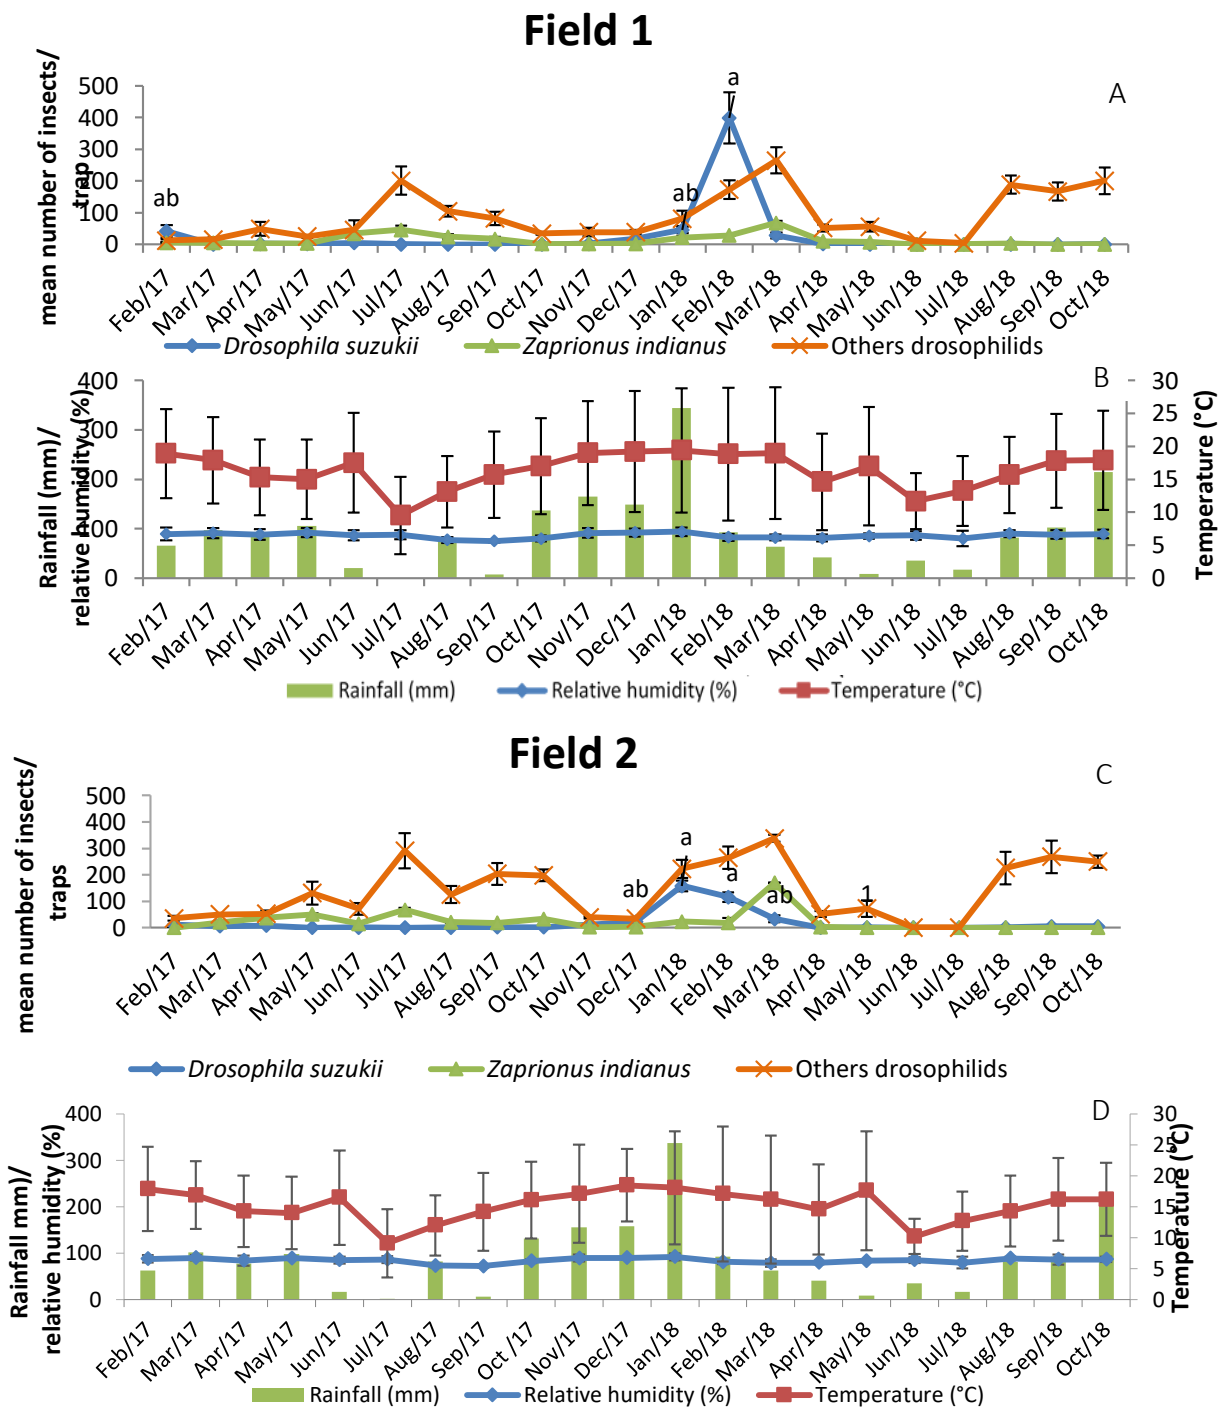 Field 1
A
mean number of insects/
trap
500
400
300
200
100
0
ab
ab
a
Feb/17 Mar/17 Apr/17 May/17 Jun/17 Jul/17 Aug/17 Sep/17 Oct/17 Nov/17 Dec/17 Jan/18 Feb/18 Mar/18 Apr/18 May/18 Jun/18 Jul/18 Aug/18 Sep/18 Oct/18
Drosophila suzukii Zaprionus indianus Others drosophilids
B
Rainfall (mm)/
relative humidity (%)
400
300
200
100
0
30
25
20
15
10
5
0
Temperature (°C)
Feb/17 Mar/17 Apr/17 May/17 Jun/17 Jul/17 Aug/17 Sep/17 Oct/17 Nov/17 Dec/17 Jan/18 Feb/18 Mar/18 Apr/18 May/18 Jun/18 Jul/18 Aug/18 Sep/18 Oct/18
Rainfall (mm) Relative humidity (%) Temperature (°C)
Field 2
C
mean number of insects/
traps
500
400
300
200
100
0
ab
a
a
ab
1
Feb/17 Mar/17 Apr/17 May/17 Jun/17 Jul/17 Aug/17 Sep/17 Oct/17 Nov/17 Dec/17 Jan/18 Feb/18 Mar/18 Apr/18 May/18 Jun/18 Jul/18 Aug/18 Sep/18 Oct/18
Drosophila suzukii Zaprionus indianus Others drosophilids
D
Rainfall mm)/
relative humidity (%)
400
300
200
100
0
30
25
20
15
10
5
0
Temperature (°C)
Feb/17 Mar/17 Apr/17 May/17 Jun/17 Jul/17 Aug/17 Sep/17 Oct /17 Nov/17 Dec/17 Jan/18 Feb/18 Mar/18 Apr/18 May/18 Jun/18 Jul/18 Aug/18 Sep/18 Oct/18
Rainfall (mm) Relative humidity (%) Temperature (°C)